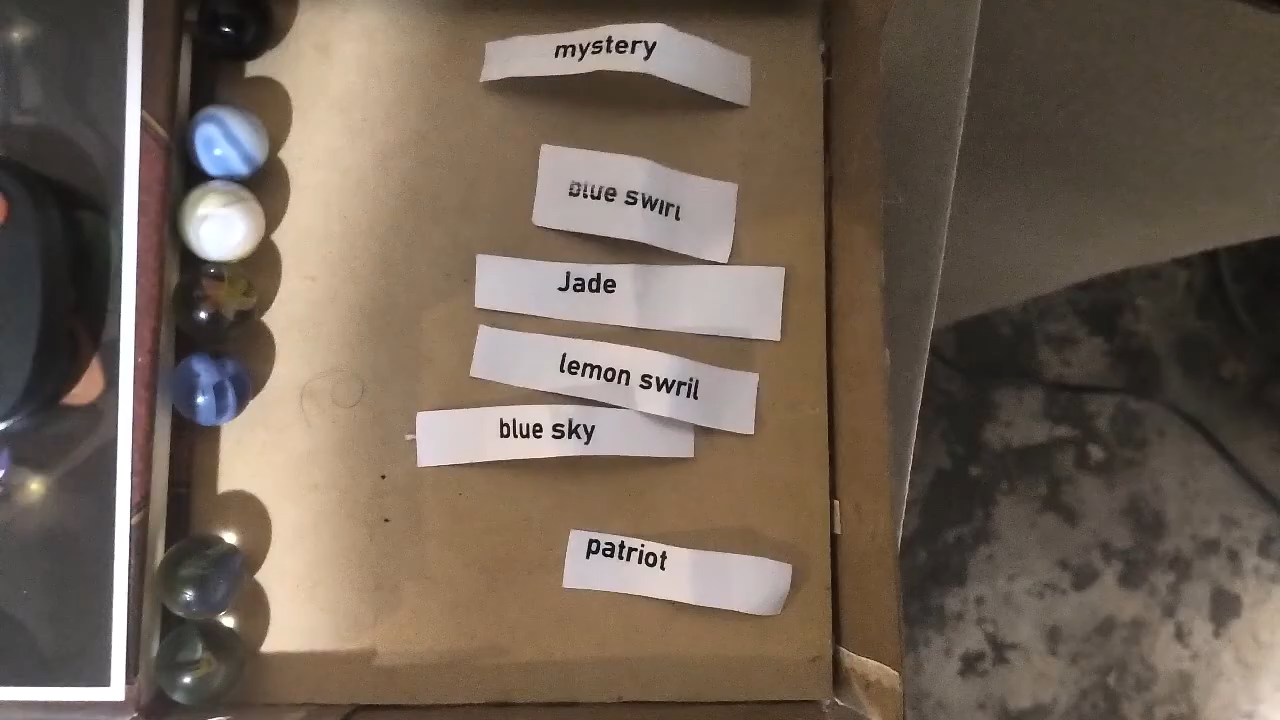 mystery
blue swirl
Jade
lemon swril
blue sky
patriot